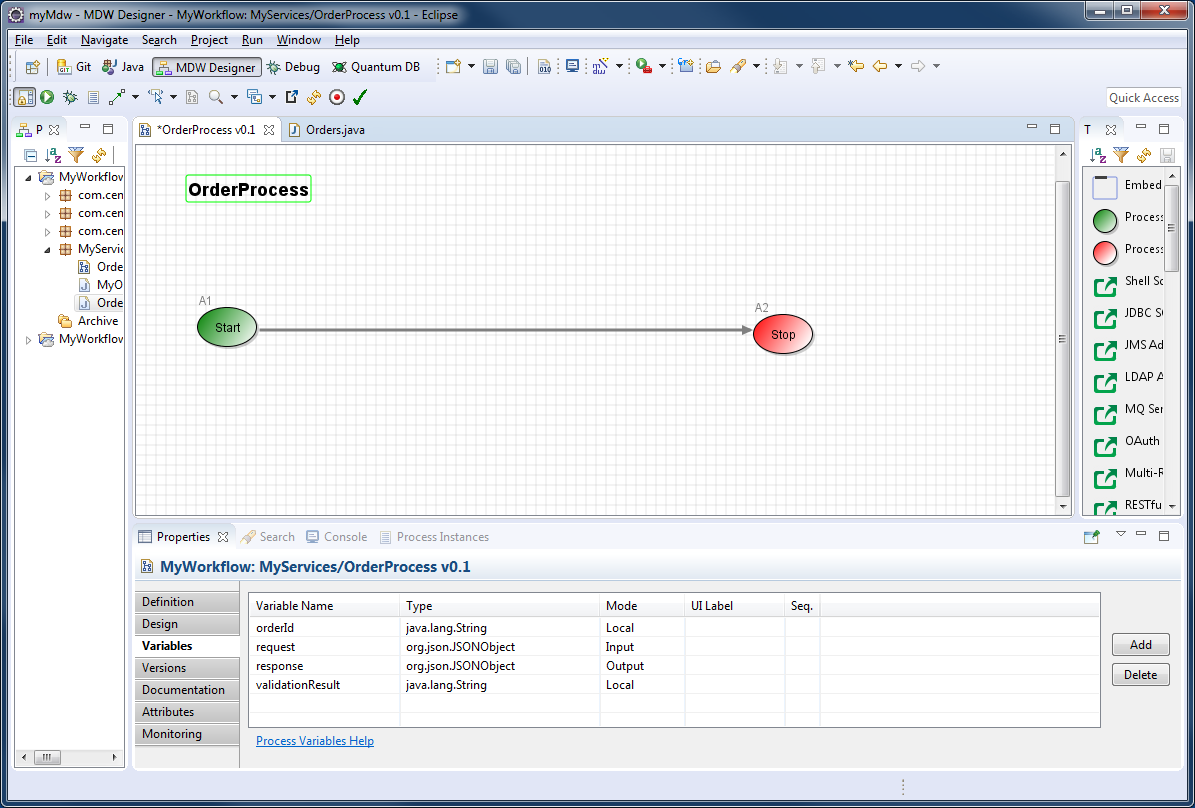 myMdw - MDW Designer - MyWorkflow: MyServices/OrderProcess v0.1 - Eclipse
File Edit Navigate Search Project Run Window Help
Git Java MDW Designer Debug Quantum DB
Quick Access
P
*OrderProcess v0.1 Orders.java
T
MyWorkflow
com.cen
com.cen
com.cen
MyServic
Orde
MyO
Orde
Archive
MyWorkflow
OrderProcess
A1
Start
A2
Stop
Embed
Process
Process
Shell Sc
JDBC S
JMS Ad
LDAP A
MQ Ser
OAuth
Multi-R
RESTfu
Properties Search Console Process Instances
MyWorkflow: MyServices/OrderProcess v0.1
Definition
Design
Variables
Versions
Documentation
Attributes
Monitoring
Variable Name Type Mode UI Label Seq.
orderId java.lang.String Local
request org.json.JSONObject Input
response org.json.JSONObject Output
validationResult java.lang.String Local
Add
Delete
Process Variables Help